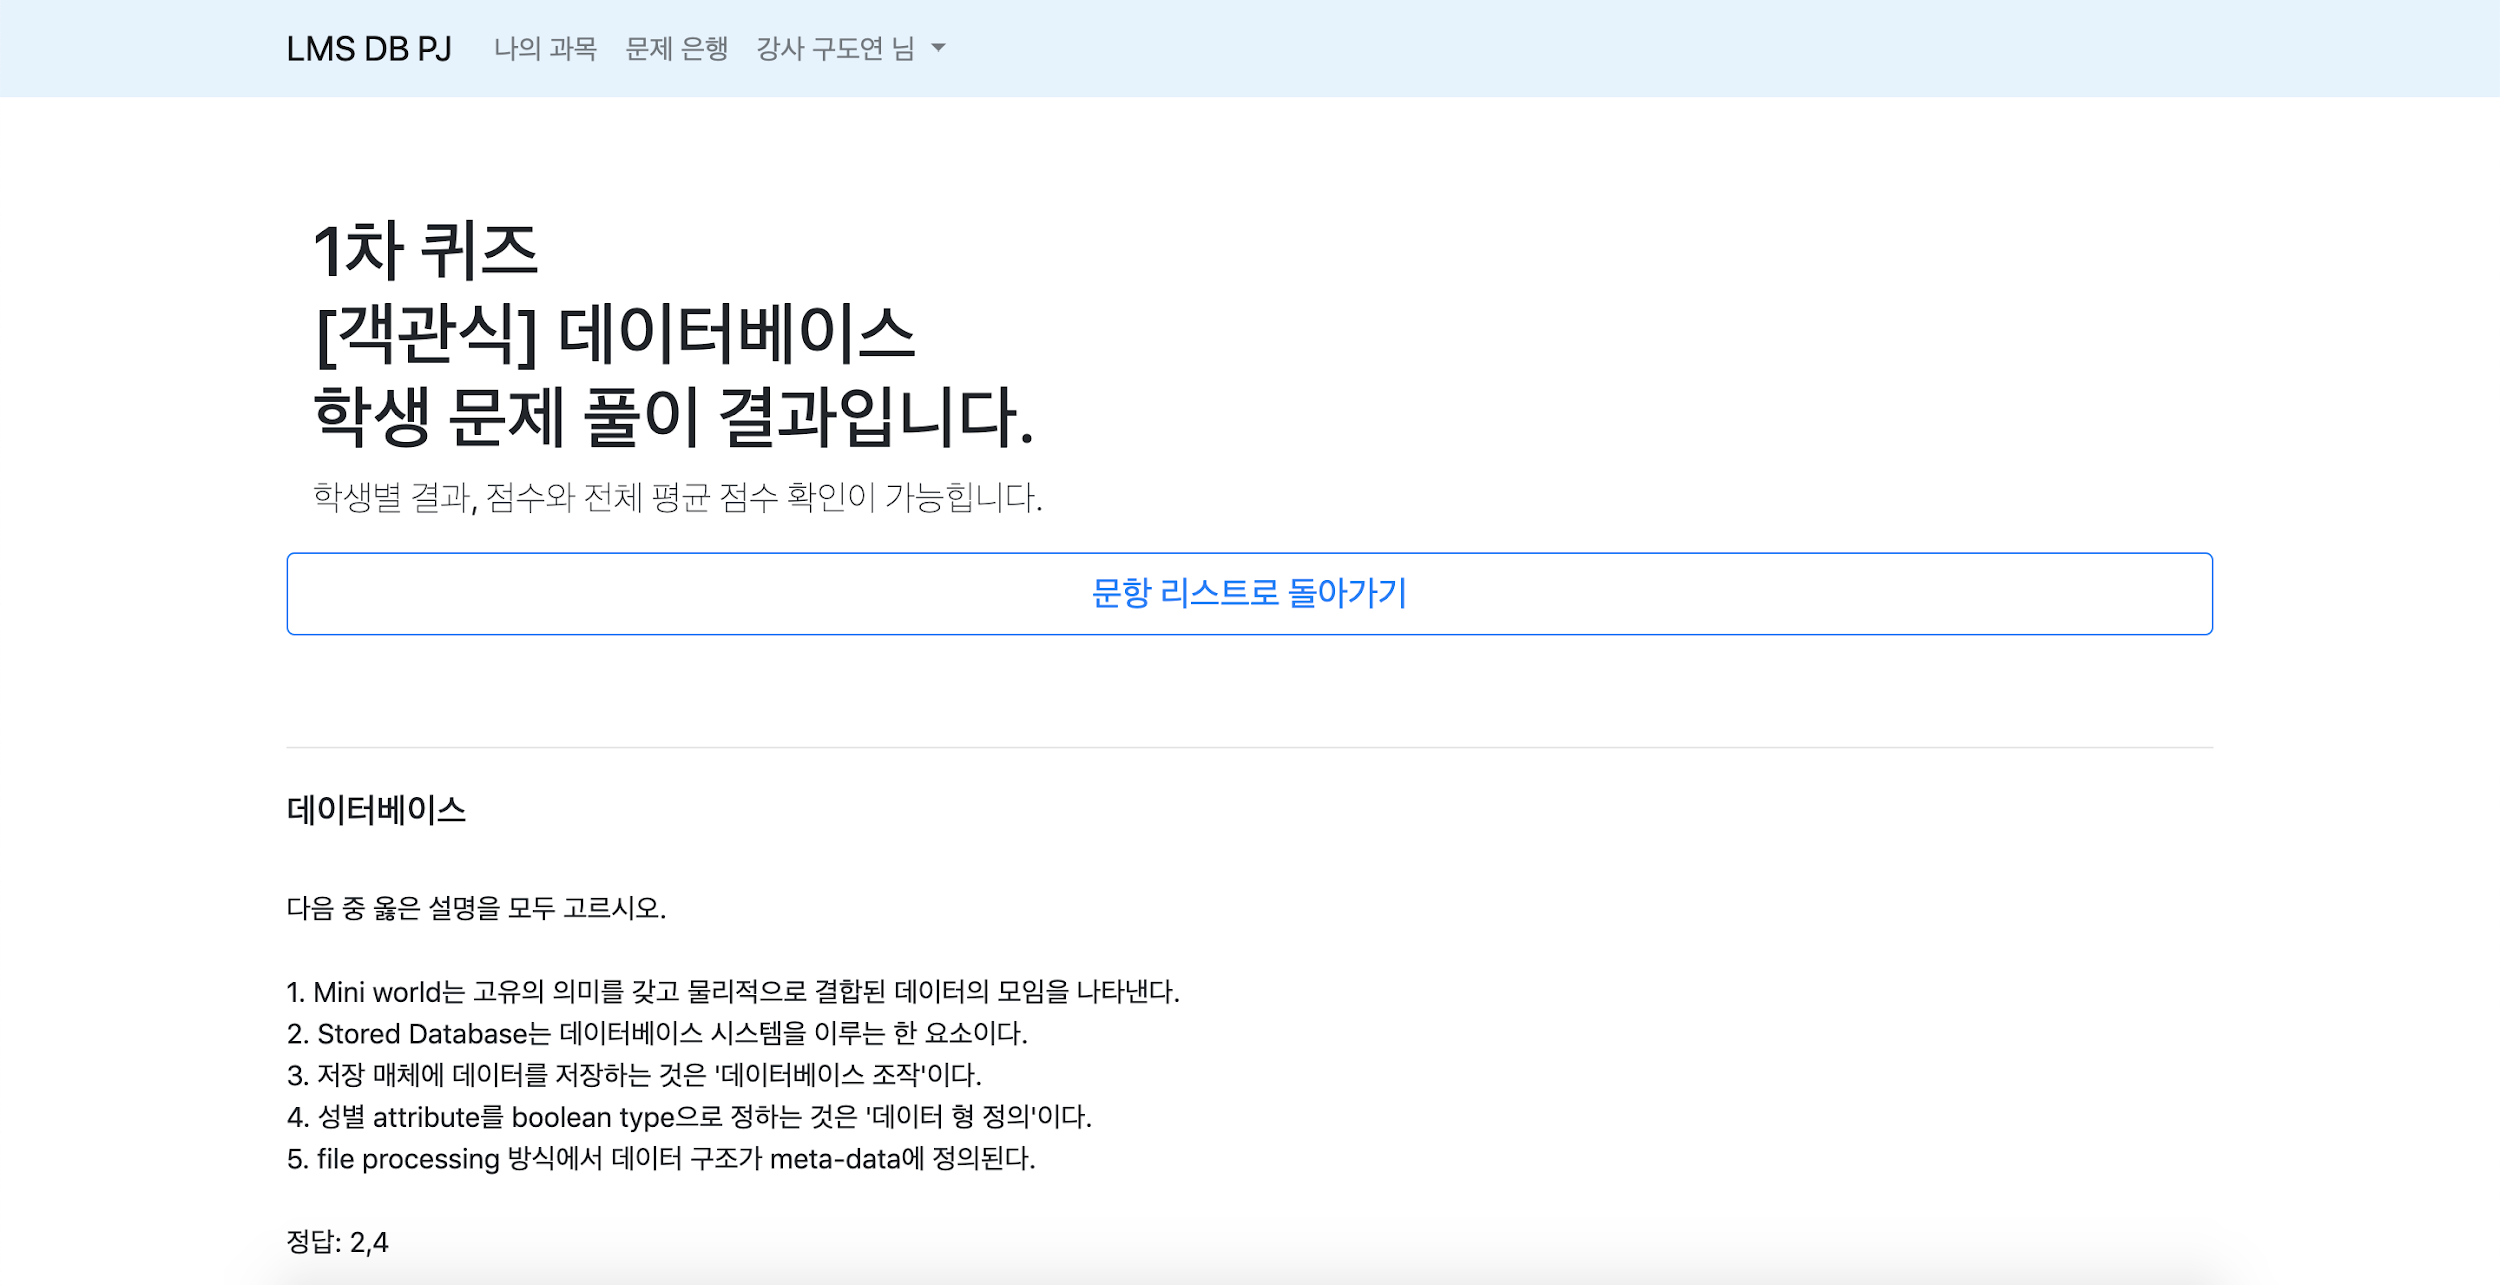 LMS DB PJ 나의 과목 문제 은행 강사 구도연 님
1차 퀴즈
[객관식] 데이터베이스
학생 문제 풀이 결과입니다.
학생별 결과, 점수와 전체 평균 점수 확인이 가능힙니다.
문항 리스트로 돌아가기
데이터베이스
다음 중 옳은 설명을 모두 고르시오.
1. Mini world는 고유의 의미를 갖고 물리적으로 결합된 데이터의 모임을 나타낸다.
2. Stored Database는 데이터베이스 시스템을 이루는 한 요소이다.
3. 저장 매체에 데이터를 저장하는 것은 '데이터베이스 조작'이다.
4. 성별 attribute를 boolean type으로 정하는 것은 '데이터 형 정의'이다.
5. file processing 방식에서 데이터 구조가 meta-data에 정의된다.
정답: 2,4